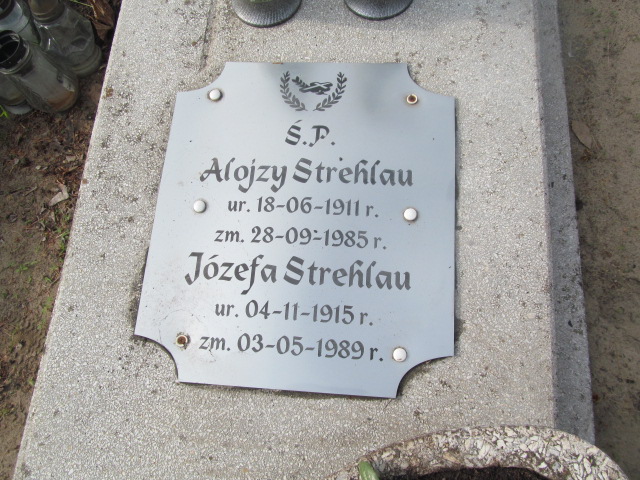 Ś.P.
Alojzy Strehlau
ur. 18-06-1911 r.
zm. 28-09-1985 r.
Józefa Strehlau
ur. 04-11-1915 r.
zm. 03-05-1989 r.